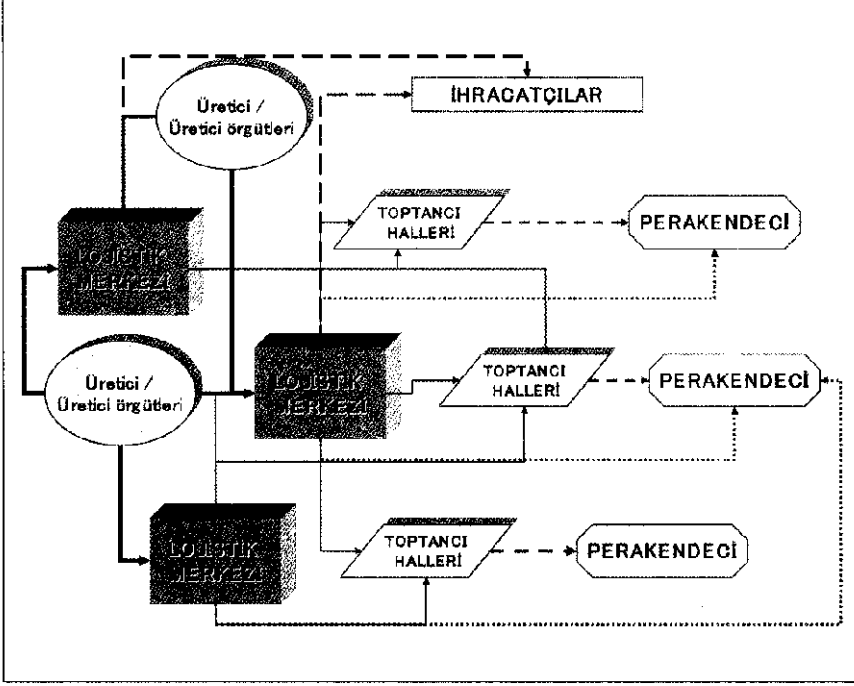 Üretici /
Üretici örgütleri
İHRACATÇILAR
TOPTANCI
HALLERİ
PERAKENDECİ
LOJİSTİK
MERKEZİ
Üretici /
Üretici örgütleri
LOJİSTİK
MERKEZİ
TOPTANCI
HALLERİ
PERAKENDECİ
LOJİSTİK
MERKEZİ
TOPTANCI
HALLERİ
PERAKENDECİ